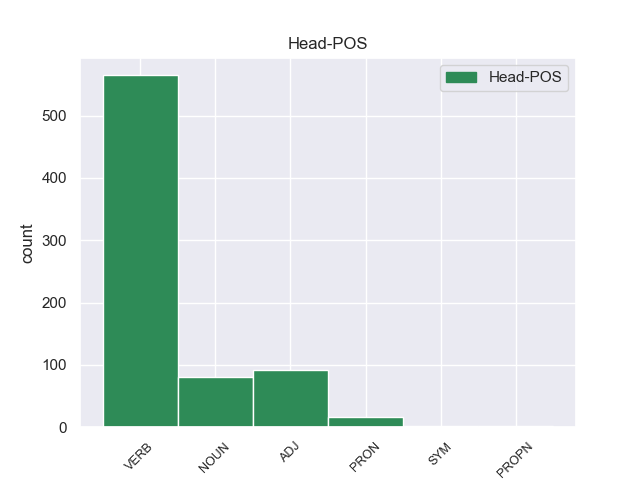 Head-POS
Head-POS
count
500
400
300
200
100
0
VERB
NOUN
ADJ
PRON
SYM
PROPN